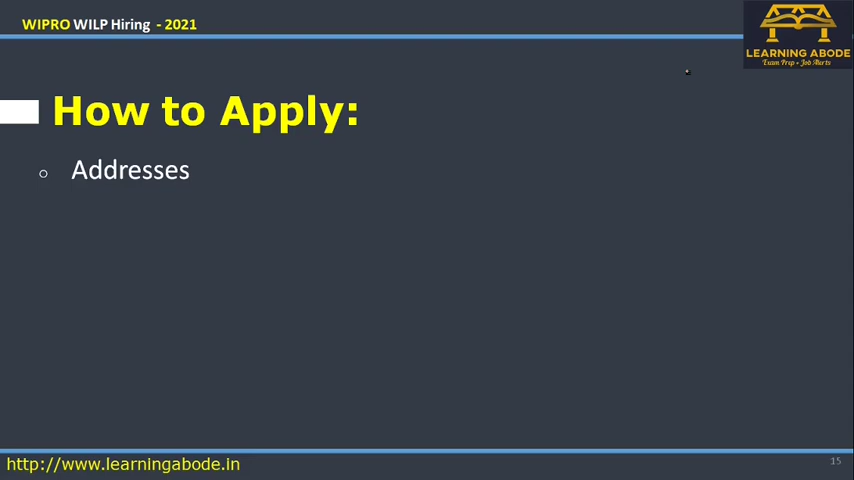 WIPRO WILP Hiring - 2021
LEARNING ABODE
Exam Prep - Job Alerts
How to Apply:
Addresses
http://www.learningabode.in
15